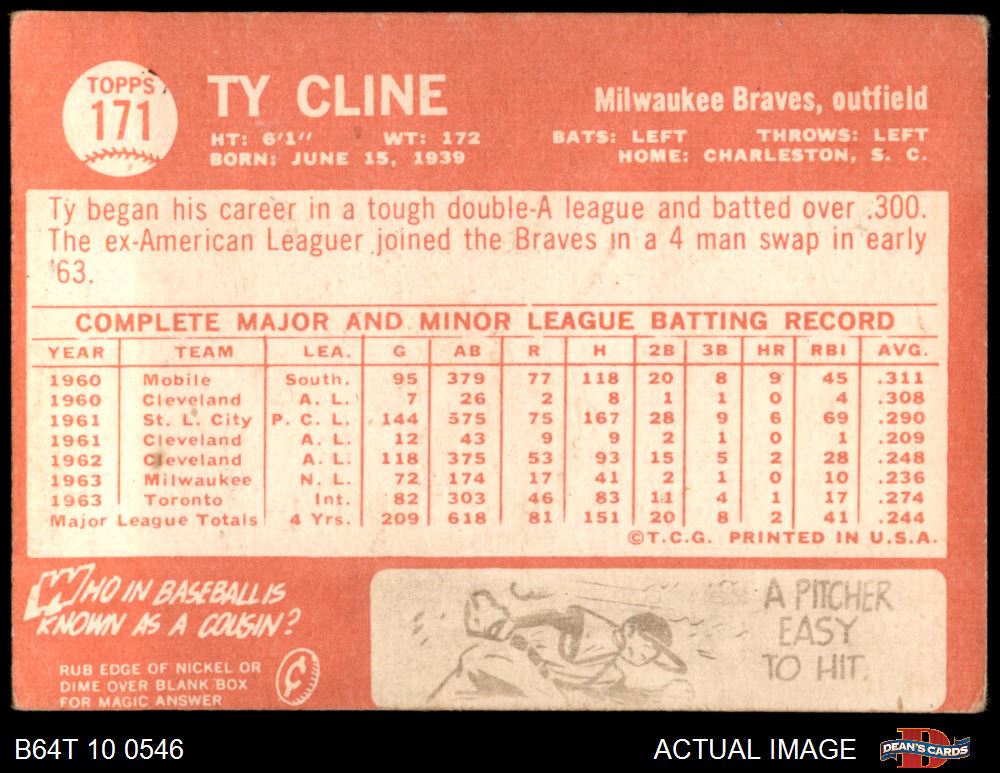 TOPPS
171
TY CLINE
Milwaukee Braves, outfield
HT: 6'1" WT: 172 BATS: LEFT THROWS: LEFT
BORN: JUNE 15, 1939 HOME: CHARLESTON, S. C.
Ty began his career in a tough double-A league and batted over .300.
The ex-American Leaguer joined the Braves in a 4 man swap in early
'63.
COMPLETE MAJOR AND MINOR LEAGUE BATTING RECORD
YEAR TEAM LEA. G AB R H 2B 3B HR RBI AVG.
1960 Mobile South. 95 379 77 118 20 8 9 45 .311
1960 Cleveland A. L. 7 26 2 8 1 1 0 4 .308
1961 St. L. City P. C. L. 144 575 75 167 28 9 6 69 .290
1961 Cleveland A. L. 12 43 9 9 2 1 0 1 .209
1962 Cleveland A. L. 118 375 53 93 15 5 2 28 .248
1963 Milwaukee N. L. 72 174 17 41 2 1 0 10 .236
1963 Toronto Int. 82 303 46 83 11 4 1 17 .274
Major League Totals 4 Yrs. 209 618 81 151 20 8 2 41 .244
©T.C.G. PRINTED IN U.S.A.
WHO IN BASEBALL IS
KNOWN AS A COUSIN?
RUB EDGE OF NICKEL OR
DIME OVER BLANK BOX
FOR MAGIC ANSWER
¢
A PITCHER
EASY
TO HIT.
B64T 10 0546 ACTUAL IMAGE DEAN'S CARDS